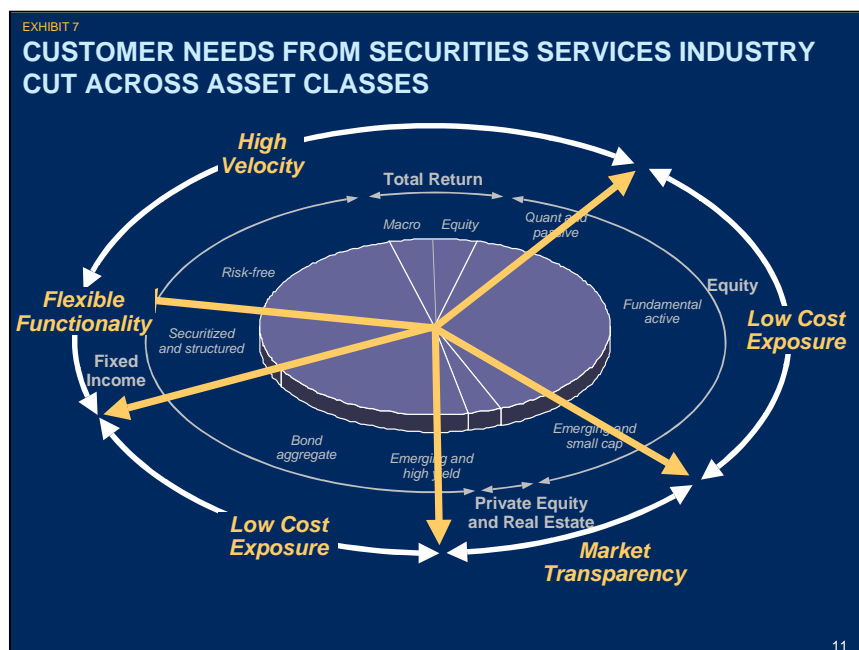 EXHIBIT 7
CUSTOMER NEEDS FROM SECURITIES SERVICES INDUSTRY
CUT ACROSS ASSET CLASSES
High
Velocity
Total Return
Macro
Equity
Quant and
passive
Risk-free
Equity
Fundamental
active
Flexible
Functionality
Low Cost
Exposure
Securitized
and structured
Fixed
Income
Bond
aggregate
Emerging and
high yield
Emerging and
small cap
Private Equity
and Real Estate
Low Cost
Exposure
Market
Transparency
11